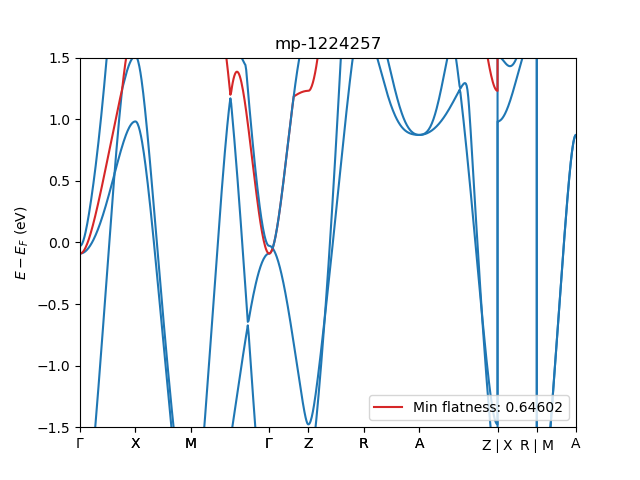 mp-1224257
E − E_F (eV)
1.5
1.0
0.5
0.0
−0.5
−1.0
−1.5
Min flatness: 0.64602
Γ X M Γ Z R A Z | X R | M A